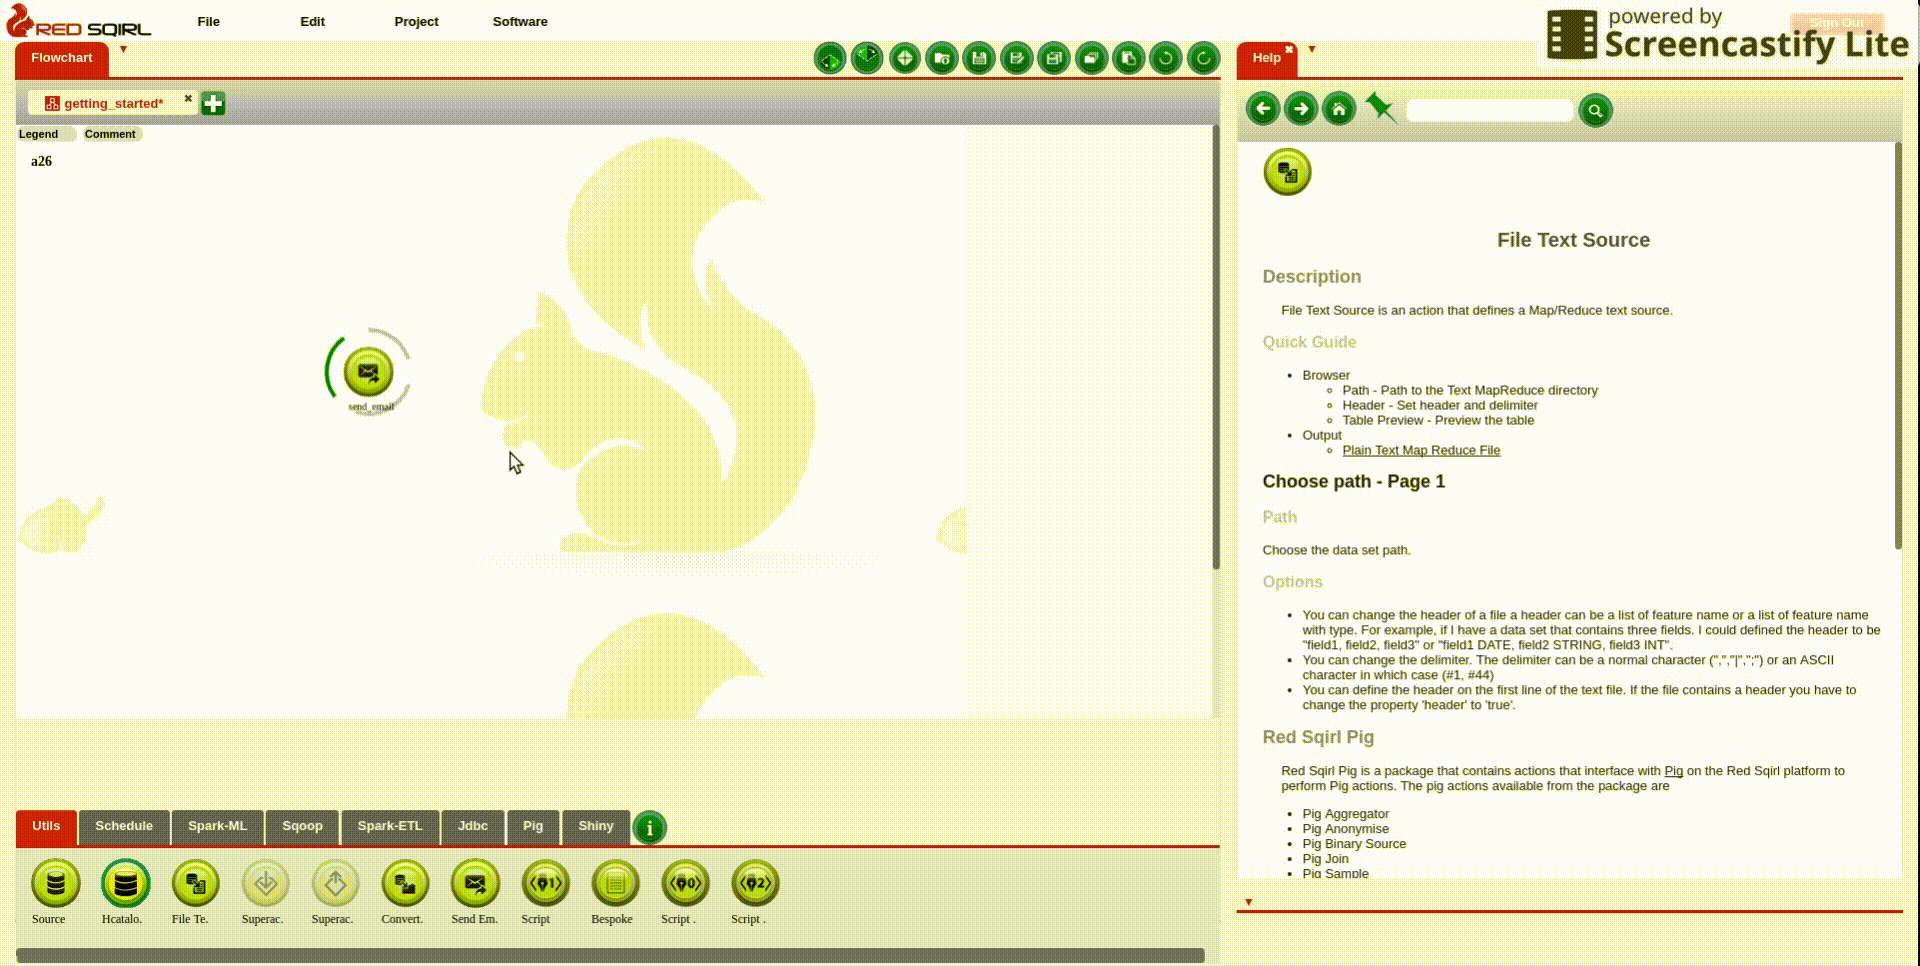 RED SQIRL
File Edit Project Software
powered by
Screencastify Lite
Sign Out
Flowchart
Help
getting_started*
Legend Comment
a26
send_email
File Text Source
Description
File Text Source is an action that defines a Map/Reduce text source.
Quick Guide
Browser
Path - Path to the Text MapReduce directory
Header - Set header and delimiter
Table Preview - Preview the table
Output
Plain Text Map Reduce File
Choose path - Page 1
Path
Choose the data set path.
Options
You can change the header of a file a header can be a list of feature name or a list of feature name
with type. For example, if I have a data set that contains three fields. I could defined the header to be
"field1, field2, field3" or "field1 DATE, field2 STRING, field3 INT".
You can change the delimiter. The delimiter can be a normal character (",","|",";") or an ASCII
character in which case (#1, #44)
You can define the header on the first line of the text file. If the file contains a header you have to
change the property 'header' to 'true'.
Red Sqirl Pig
Red Sqirl Pig is a package that contains actions that interface with Pig on the Red Sqirl platform to
perform Pig actions. The pig actions available from the package are
Pig Aggregator
Pig Anonymise
Pig Binary Source
Pig Join
Pig Sample
Utils Schedule Spark-ML Sqoop Spark-ETL Jdbc Pig Shiny
Source Hcatalo. File Te. Superac. Superac. Convert. Send Em. Script Bespoke Script . Script .